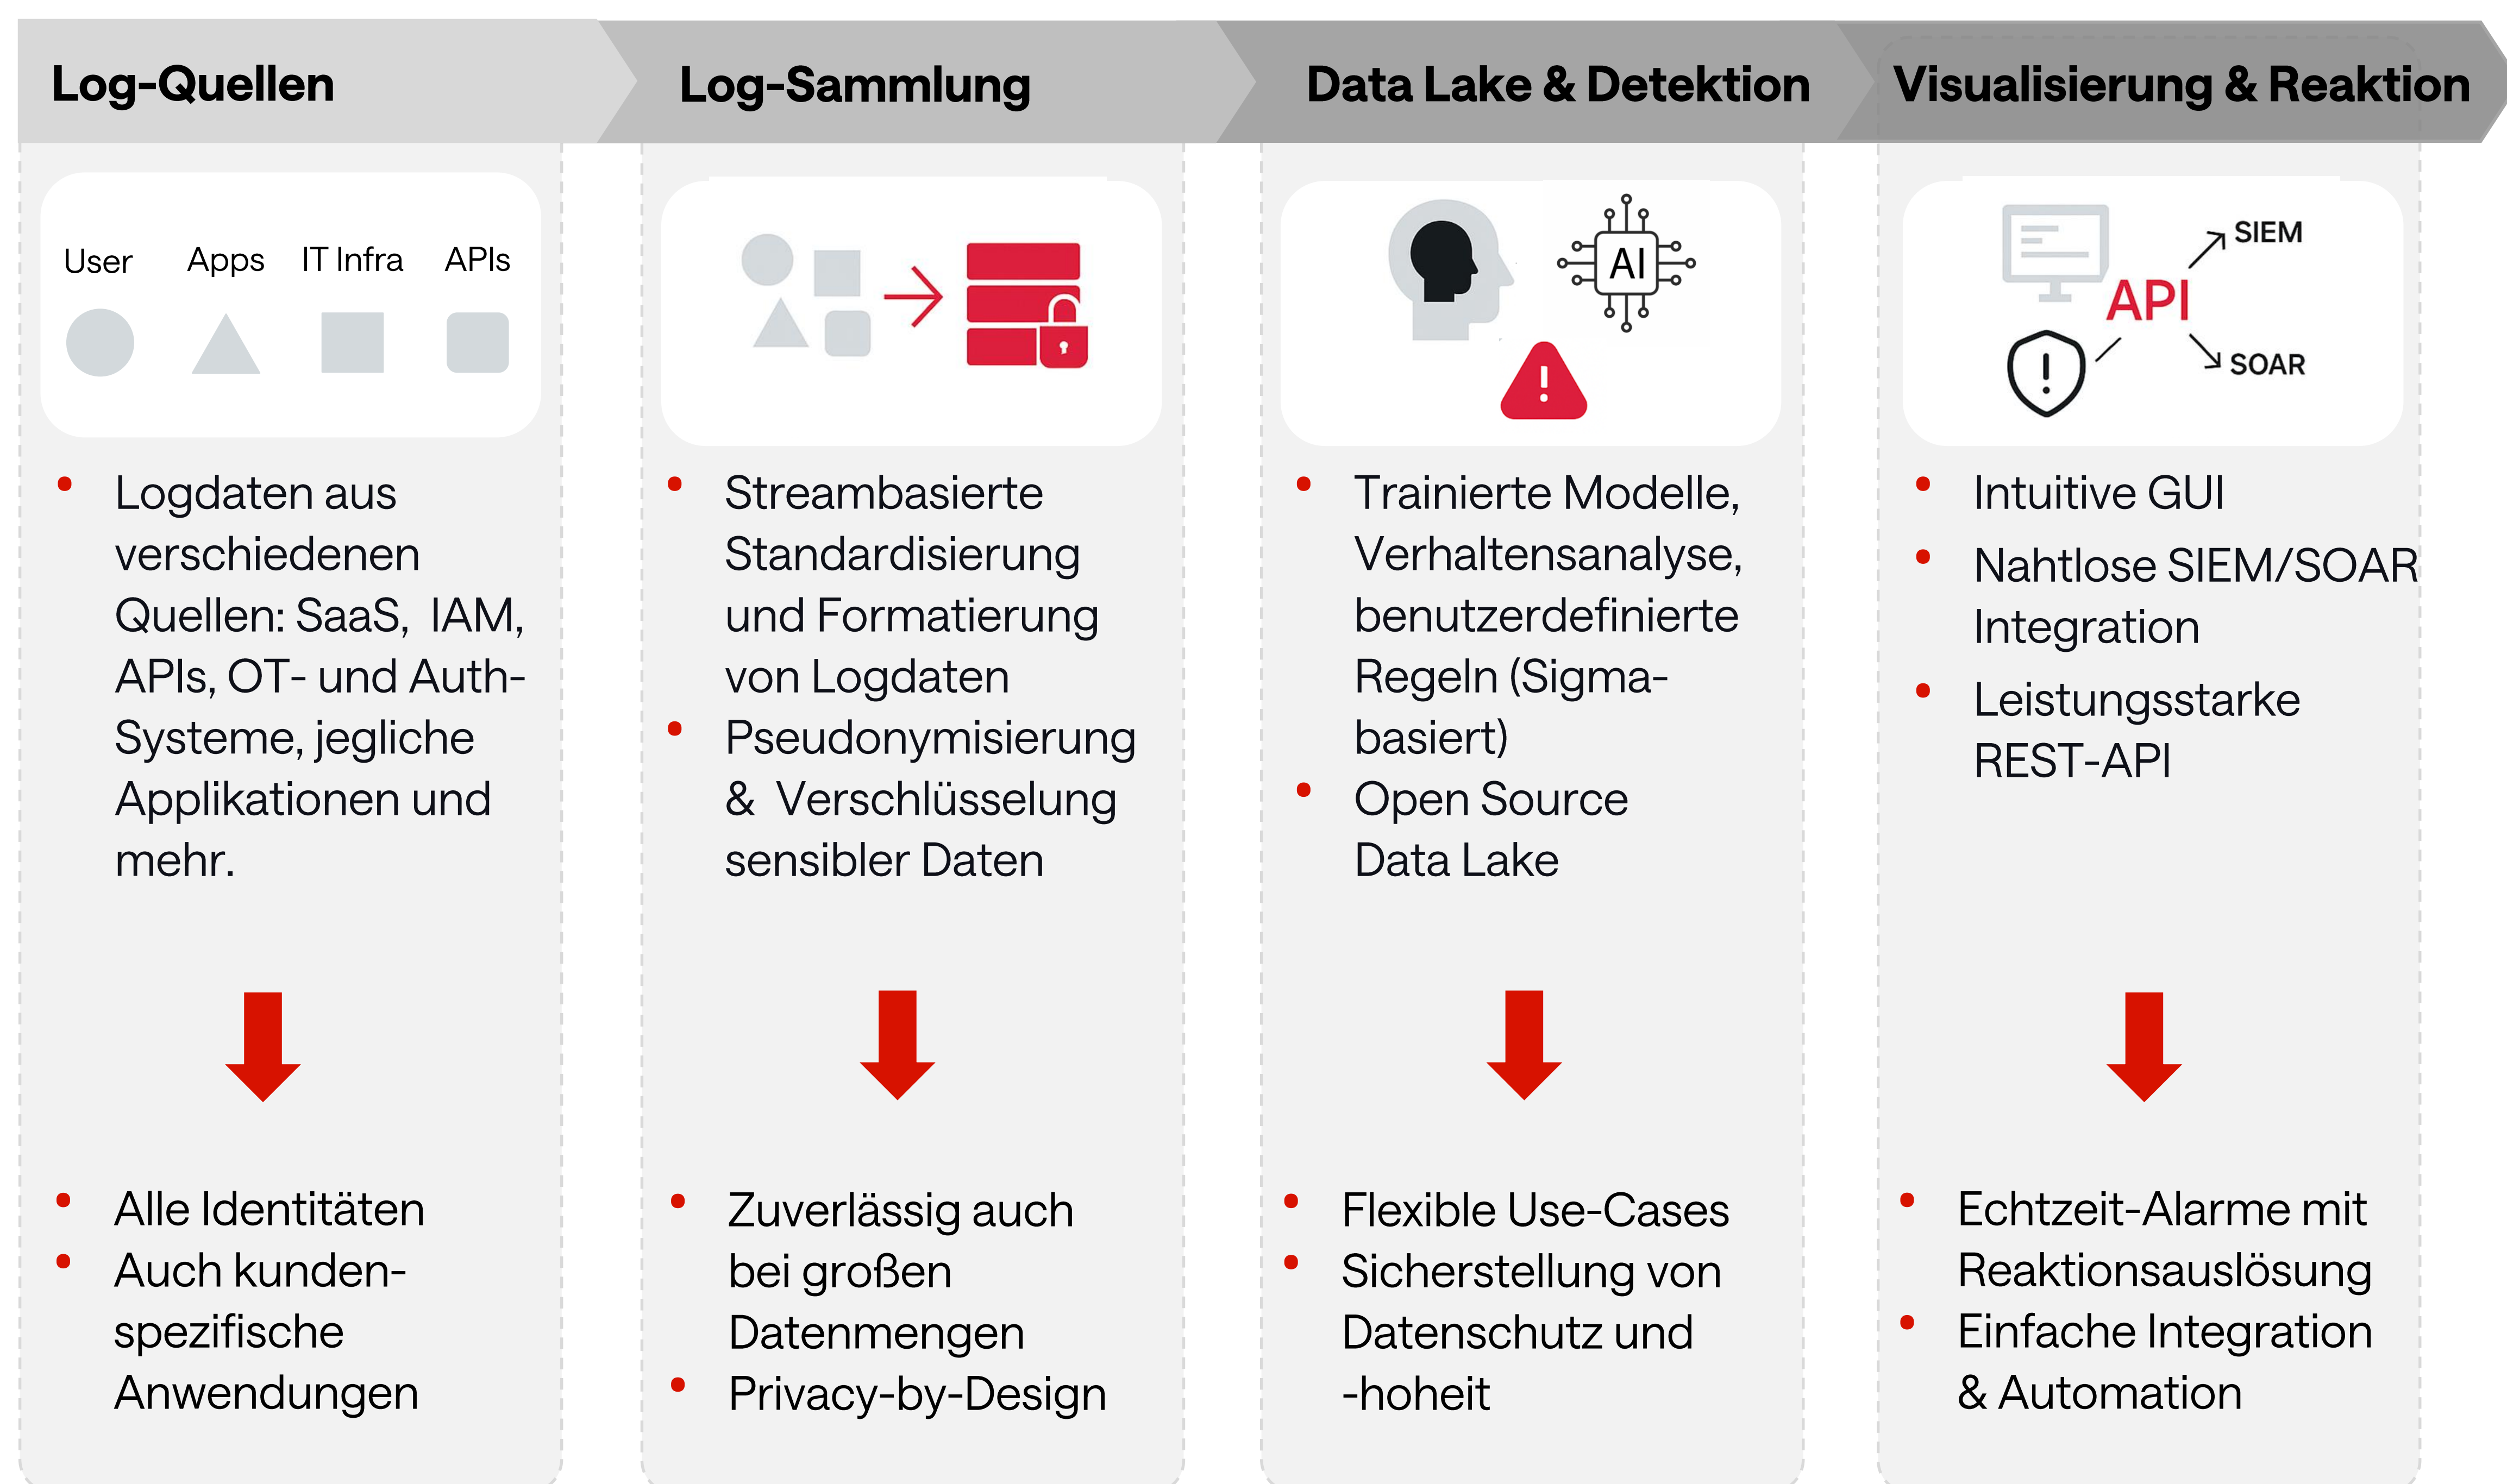 Log-Quellen
Log-Sammlung
Data Lake & Detektion
Visualisierung & Reaktion
User
Apps
IT Infra
APIs
Logdaten aus
verschiedenen
Quellen: SaaS, IAM,
APIs, OT- und Auth-
Systeme, jegliche
Applikationen und
mehr.
Alle Identitäten
Auch kunden-
spezifische
Anwendungen
Streambasierte
Standardisierung
und Formatierung
von Logdaten
Pseudonymisierung
& Verschlüsselung
sensibler Daten
Zuverlässig auch
bei großen
Datenmengen
Privacy-by-Design
AI
!
Trainierte Modelle,
Verhaltensanalyse,
benutzerdefinierte
Regeln (Sigma-
basiert)
Open Source
Data Lake
Flexible Use-Cases
Sicherstellung von
Datenschutz und
-hoheit
SIEM
API
!
SOAR
Intuitive GUI
Nahtlose SIEM/SOAR
Integration
Leistungsstarke
REST-API
Echtzeit-Alarme mit
Reaktionsauslösung
Einfache Integration
& Automation